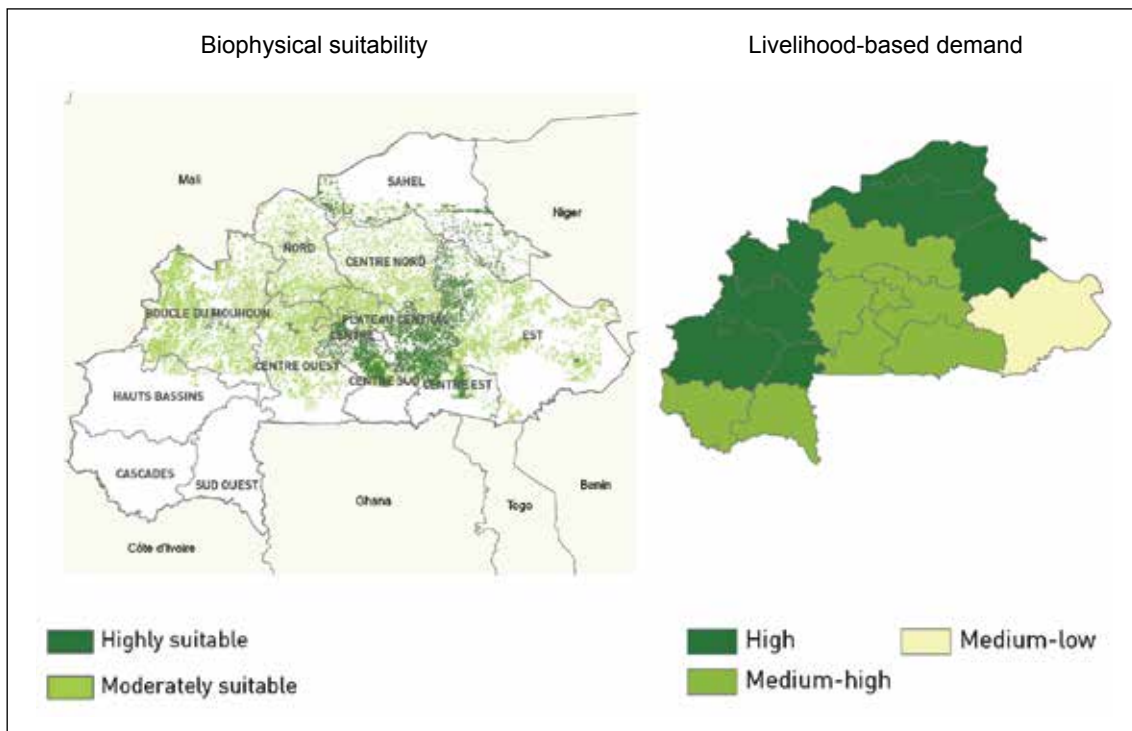 Biophysical suitability
Livelihood-based demand
Mali
SAHEL
Niger
NORD
CENTRE NORD
BOUCLE DU MOUHOUN
PLATEAU CENTRAL
CENTRE
EST
CENTRE OUEST
CENTRE SUD
CENTRE EST
HAUTS BASSINS
CASCADES
SUD OUEST
Ghana
Togo
Benin
Côte d'Ivoire
Highly suitable
Moderately suitable
High
Medium-low
Medium-high